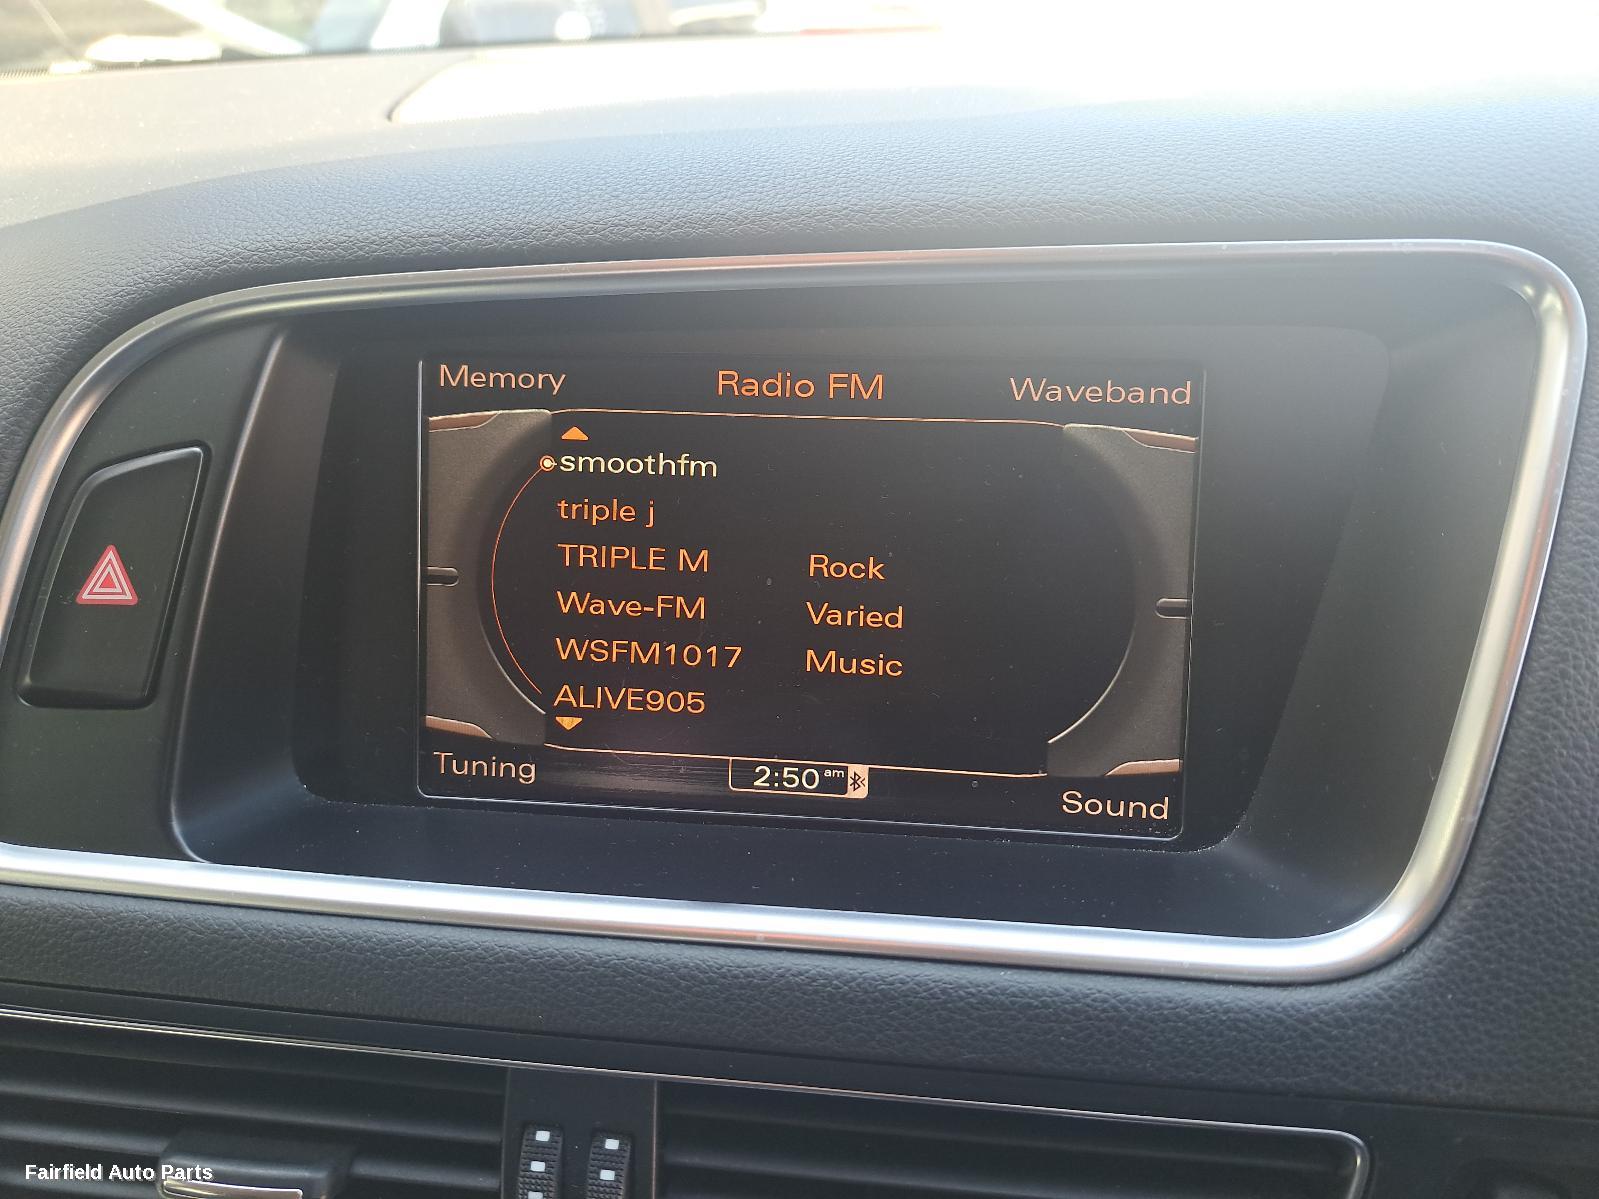 Memory Radio FM Waveband
smoothfm
triple j
TRIPLE M Rock
Wave-FM Varied
WSFM1017 Music
ALIVE905
Tuning 2:50 am Sound
Fairfield Auto Parts